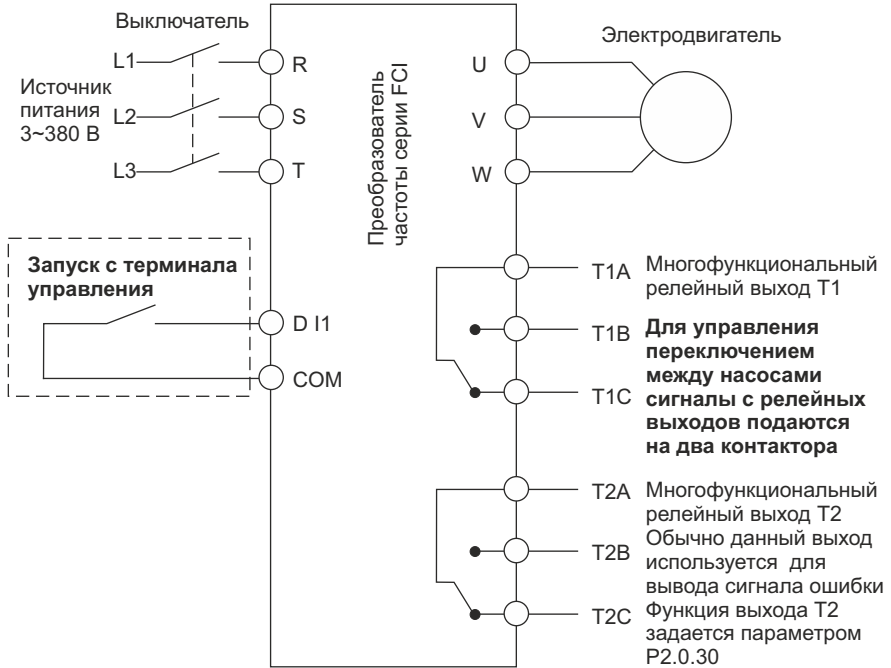 Выключатель
L1
L2
L3
Источник
питания
3~380 В
R
S
T
Преобразователь
частоты серии FCI
U
V
W
Электродвигатель
Запуск с терминала
управления
D I1
COM
T1A
T1B
T1C
Многофункциональный
релейный выход T1
Для управления
переключением
между насосами
сигналы с релейных
выходов подаются
на два контактора
T2A
T2B
T2C
Многофункциональный
релейный выход T2
Обычно данный выход
используется для
вывода сигнала ошибки
Функция выхода T2
задается параметром
P2.0.30